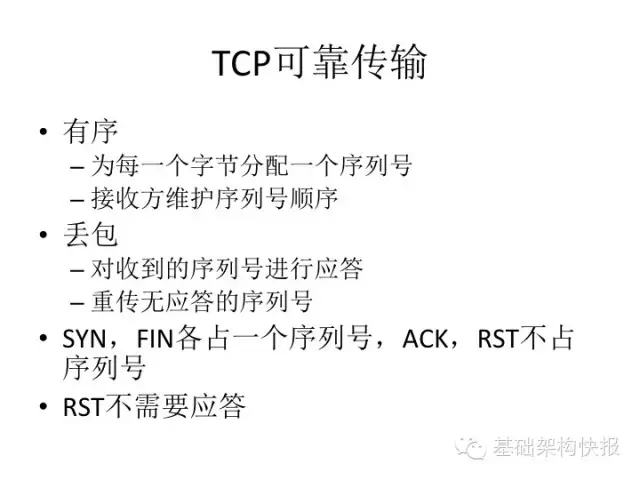 TCP可靠传输
• 有序
– 为每一个字节分配一个序列号
– 接收方维护序列号顺序
• 丢包
– 对收到的序列号进行应答
– 重传无应答的序列号
• SYN，FIN各占一个序列号，ACK，RST不占
序列号
• RST不需要应答
基础架构快报